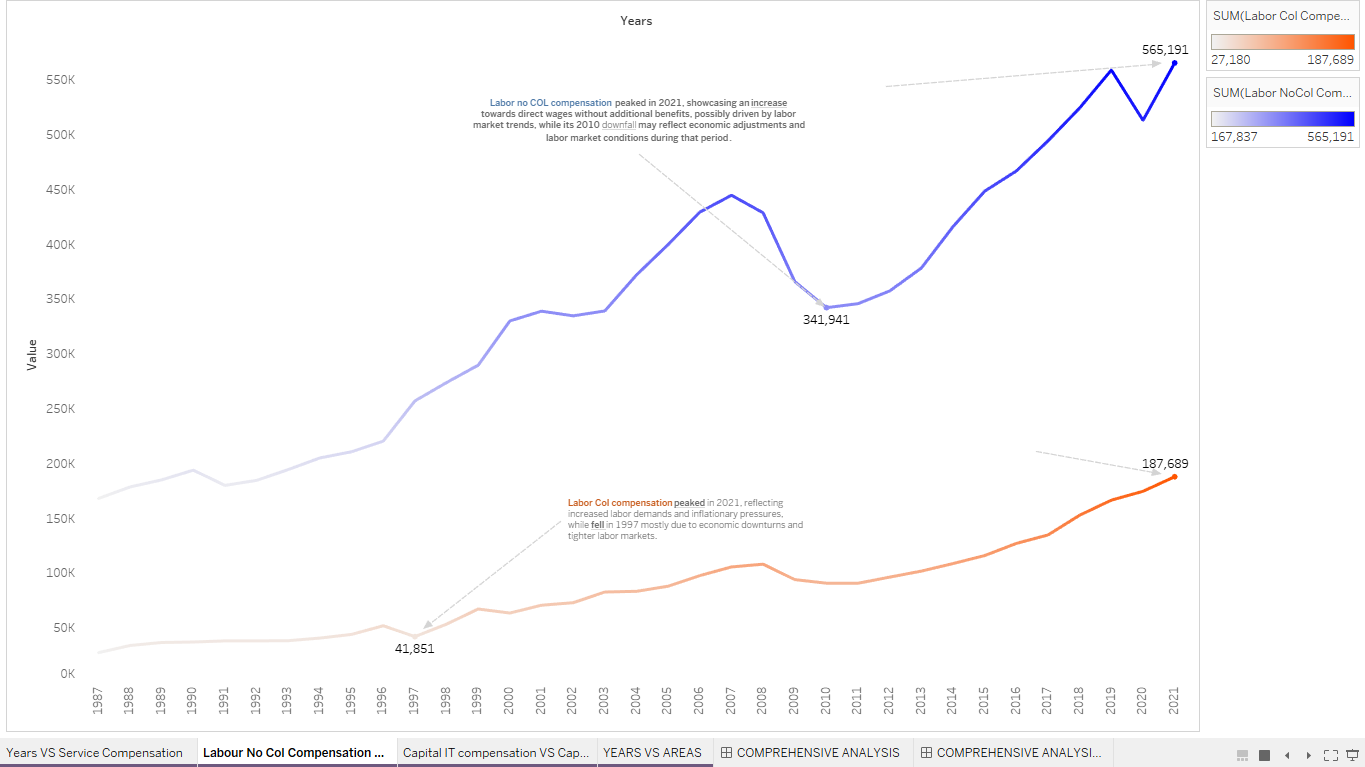 Years
SUM(Labor Col Compe...
27,180 187,689
SUM(Labor NoCol Com...
167,837 565,191
565,191
Labor no COL compensation peaked in 2021, showcasing an increase
towards direct wages without additional benefits, possibly driven by labor
market trends, while its 2010 downfall may reflect economic adjustments and
labor market conditions during that period.
341,941
187,689
Labor Col compensation peaked in 2021, reflecting
increased labor demands and inflationary pressures,
while fell in 1997 mostly due to economic downturns and
tighter labor markets.
41,851
Value
550K
500K
450K
400K
350K
300K
250K
200K
150K
100K
50K
0K
1987 1988 1989 1990 1991 1992 1993 1994 1995 1996 1997 1998 1999 2000 2001 2002 2003 2004 2005 2006 2007 2008 2009 2010 2011 2012 2013 2014 2015 2016 2017 2018 2019 2020 2021
Years VS Service Compensation Labour No Col Compensation ... Capital IT compensation VS Cap... YEARS VS AREAS COMPREHENSIVE ANALYSIS COMPREHENSIVE ANALYSI...